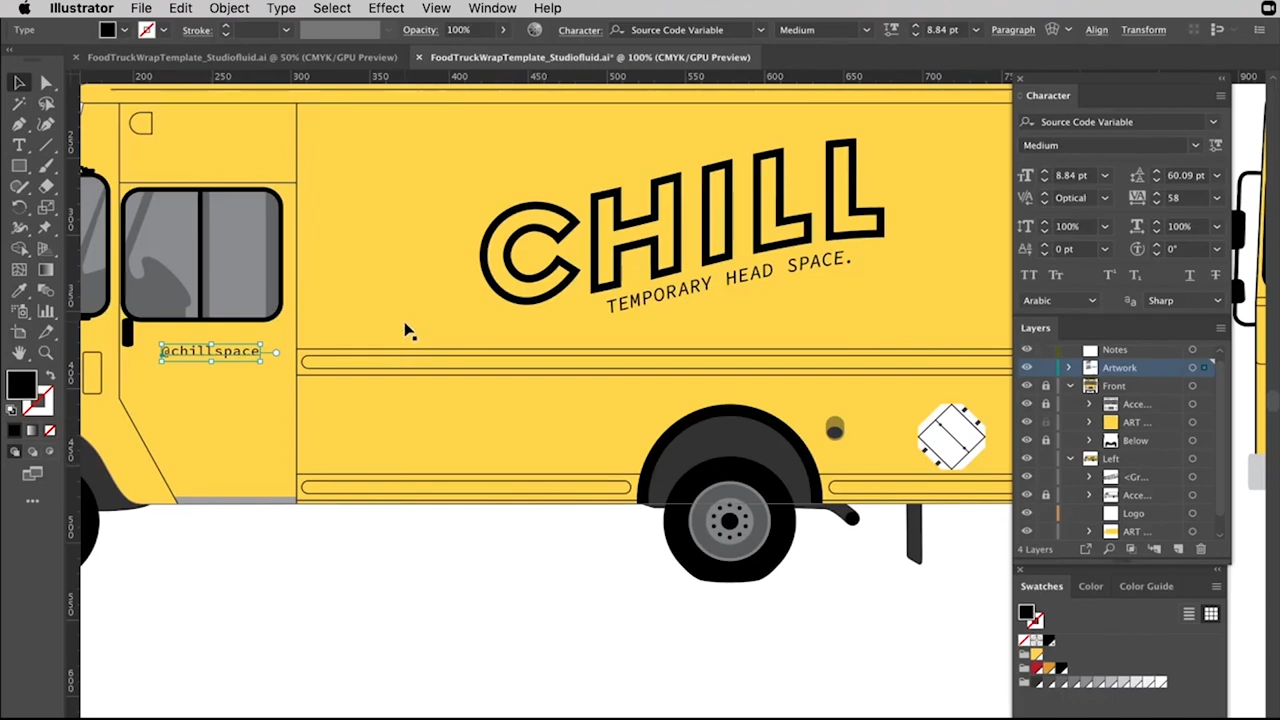 Illustrator File Edit Object Type Select Effect View Window Help
Type Stroke: Opacity: 100% Character: Source Code Variable Medium 8.84 pt Paragraph Align Transform
FoodTruckWrapTemplate_Studiofluid.ai @ 50% (CMYK/GPU Preview) FoodTruckWrapTemplate_Studiofluid.ai* @ 100% (CMYK/GPU Preview)
200 250 300 350 400 450 500 550 600 650 700 900
CHILL
TEMPORARY HEAD SPACE.
@chillspace
Character
Source Code Variable
Medium
8.84 pt 60.09 pt
Optical 58
100% 100%
0 pt 0°
Arabic Sharp
Layers
Notes
Artwork
Front
Acce...
ART ...
Below
Left
<Gr...
Acce...
Logo
ART ...
4 Layers
Swatches Color Color Guide